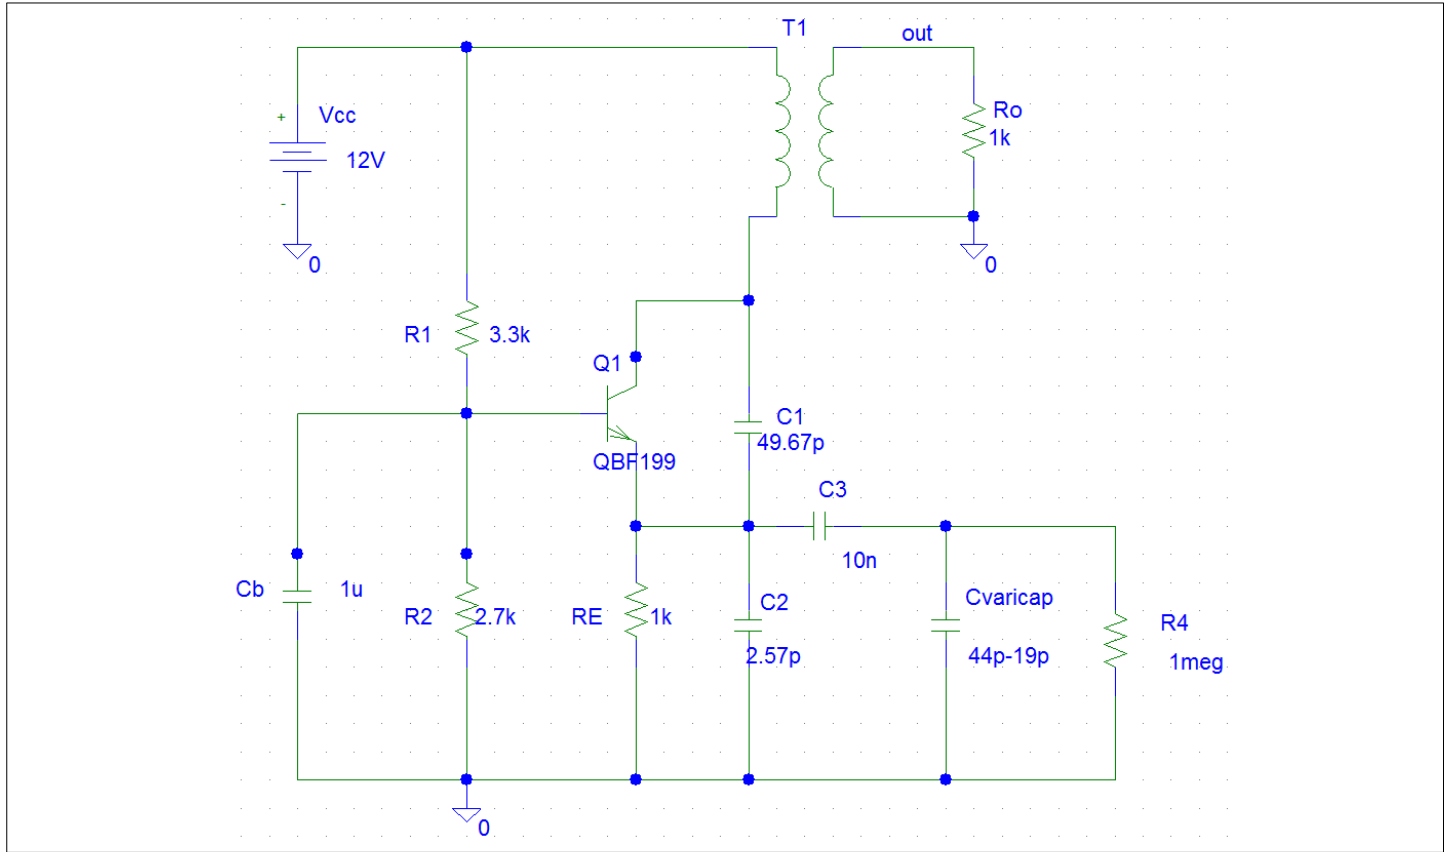 T1
out
+
Vcc
12V
-
0
Ro
1k
0
R1
3.3k
Q1
QBF199
C1
49.67p
C3
10n
Cb
1u
R2
2.7k
RE
1k
C2
2.57p
Cvaricap
44p-19p
R4
1meg
0